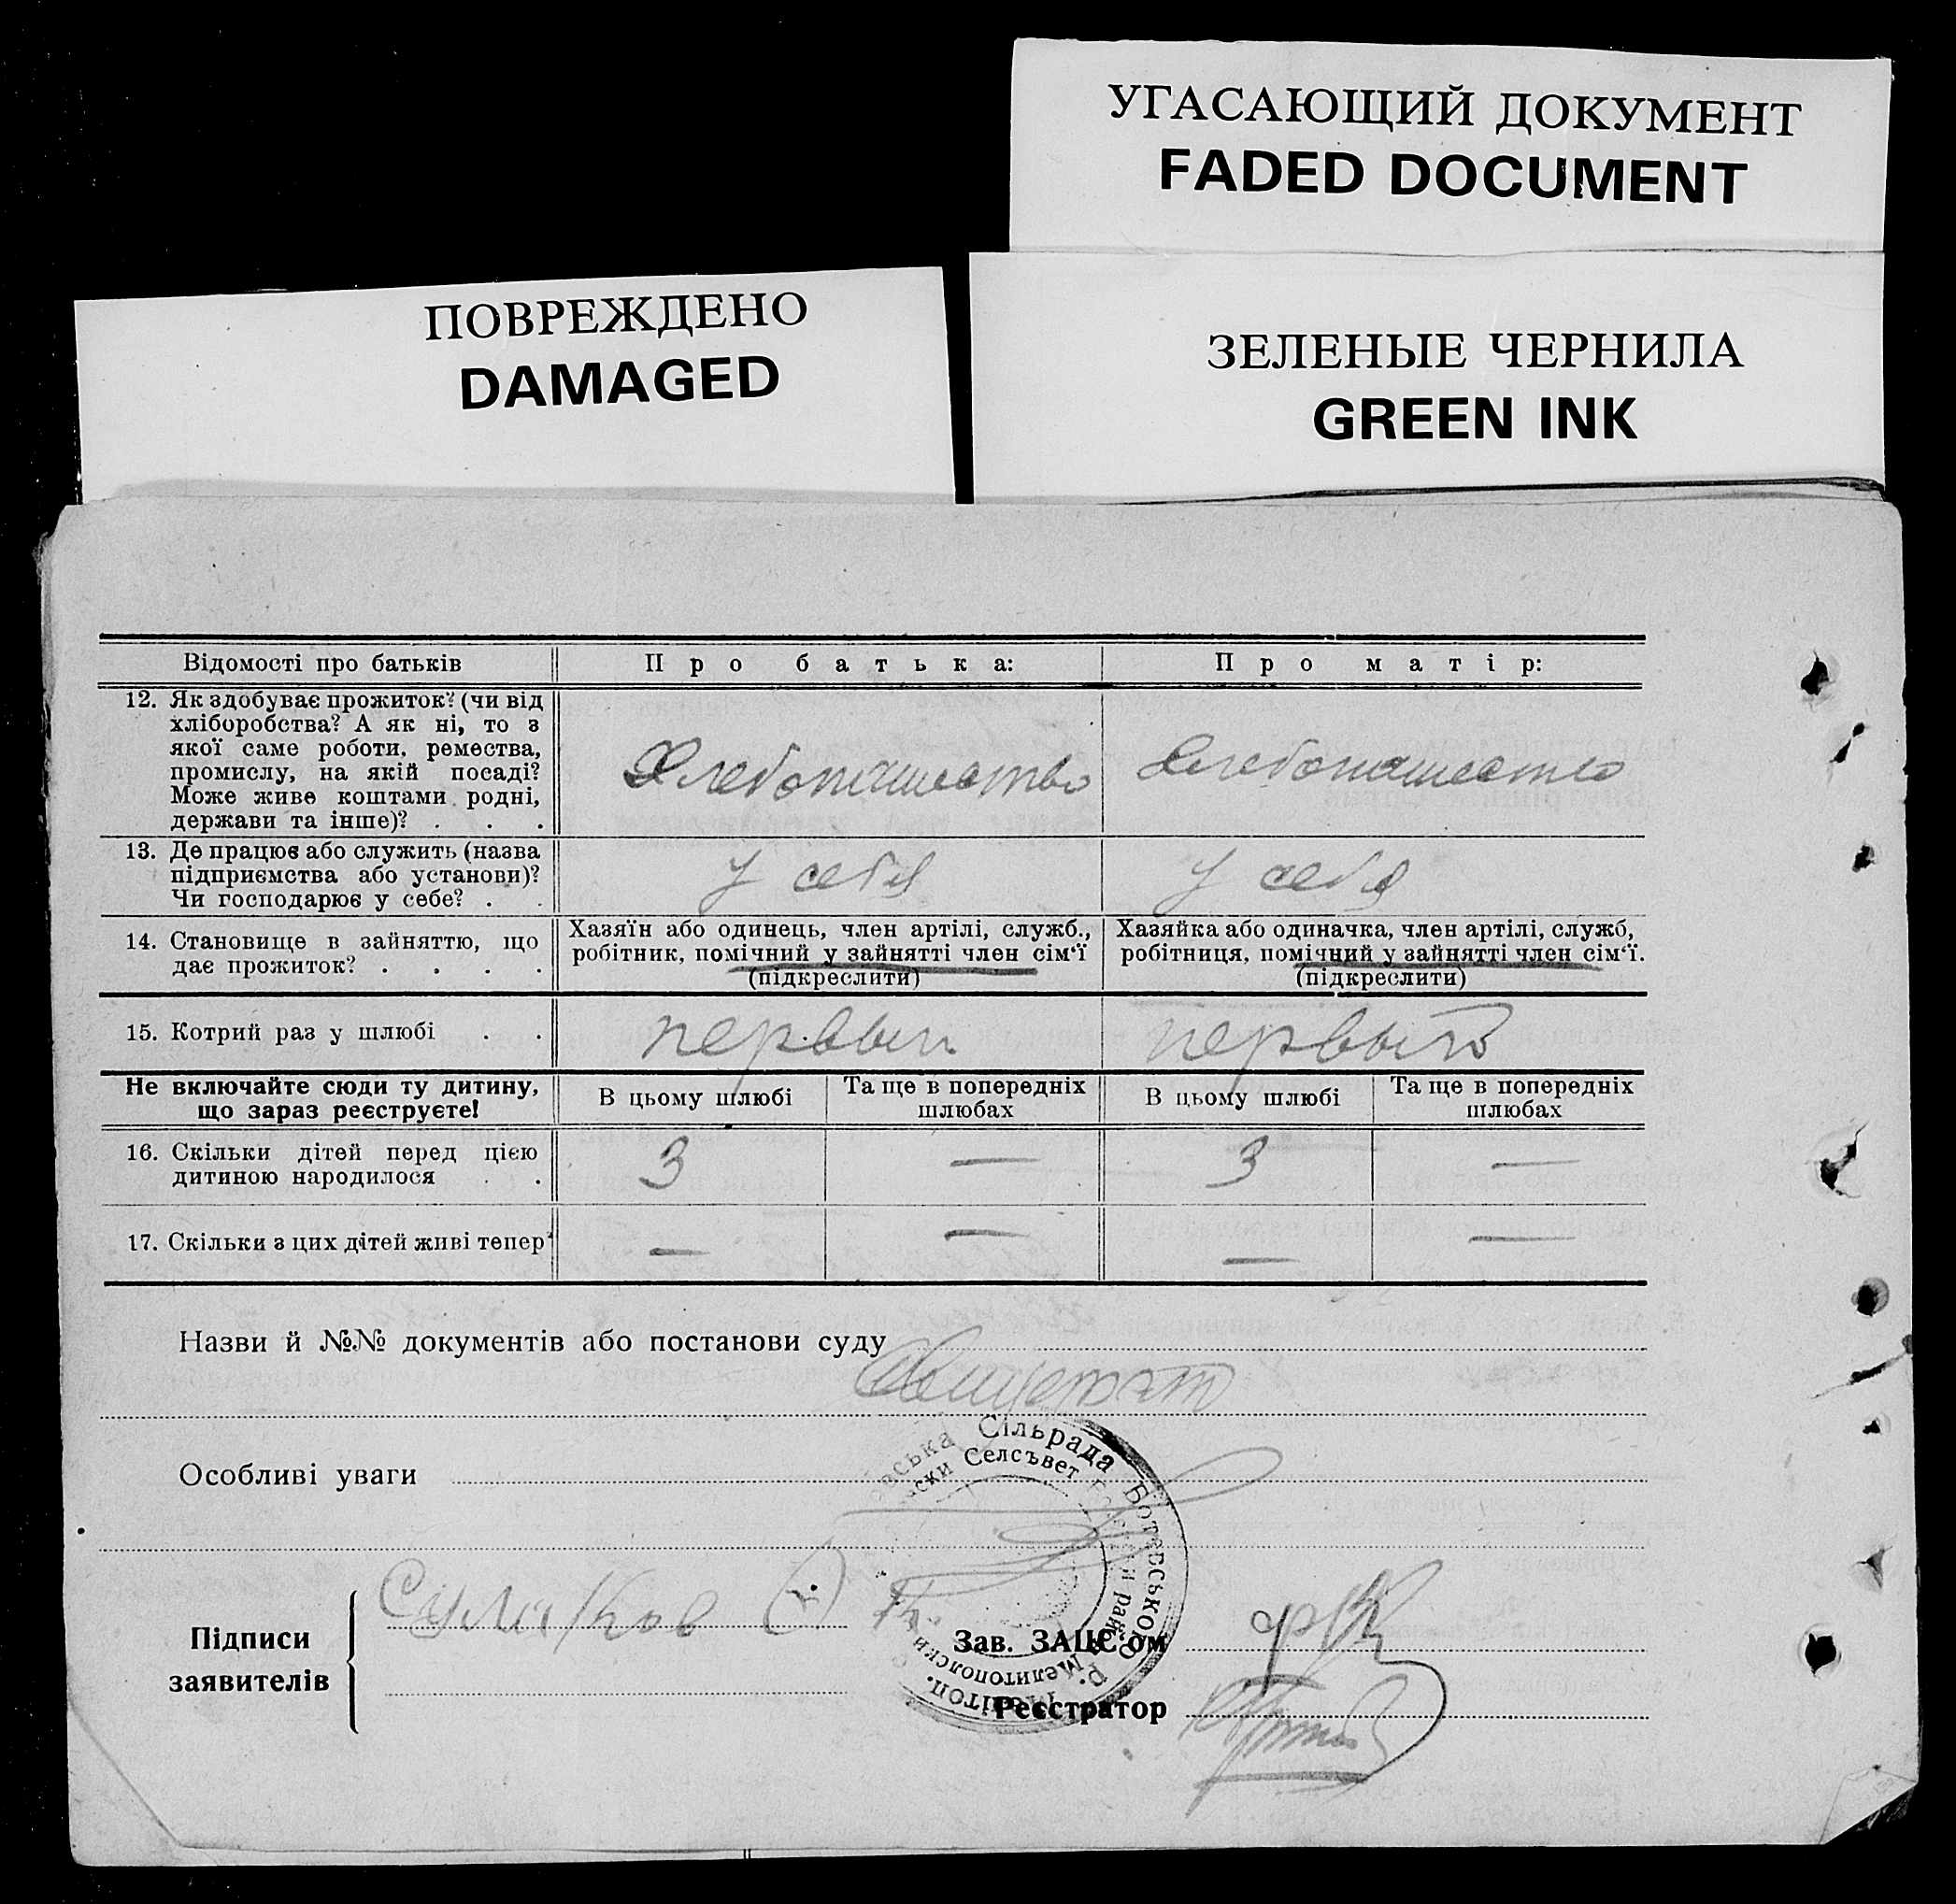 УГАСАЮЩИЙ ДОКУМЕНТ
FADED DOCUMENT
ПОВРЕЖДЕНО
DAMAGED
ЗЕЛЕНЫЕ ЧЕРНИЛА
GREEN INK
Відомості про батьків
Про батька:
Про матір:
12. Як здобуває прожиток? (чи від
хліборобства? А як ні, то з
якої саме роботи, ремества,
промислу, на якій посаді?
Може живе коштами родні,
держави та інше)? . . .
Хлебопашество
Хлебопашество
13. Де працює або служить (назва
підприємства або установи)?
Чи господарює у себе? . .
У себя
У себя
14. Становище в зайняттю, що
дає прожиток? . . . .
Хазяїн або одинець, член артілі, служб.,
робітник, помічний у зайнятті член сім'ї
(підкреслити)
Хазяйка або одиначка, член артілі, служб,
робітниця, помічний у зайнятті член сім'ї.
(підкреслити)
15. Котрий раз у шлюбі . .
первый
первый
Не включайте сюди ту дитину,
що зараз реєструєте!
В цьому шлюбі
Та ще в попередніх
шлюбах
В цьому шлюбі
Та ще в попередніх
шлюбах
16. Скільки дітей перед цією
дитиною народилося . .
3 — 3 —
17. Скільки з цих дітей живі тепер?
— — — —
Назви й №№ документів або постанови суду
Сільрада Ботєвського
Селсъвет
р. Мелітоп.
Мелитополски
Особливі уваги
Підписи
заявителів
Зав. ЗАЦС'ом
Реєстратор